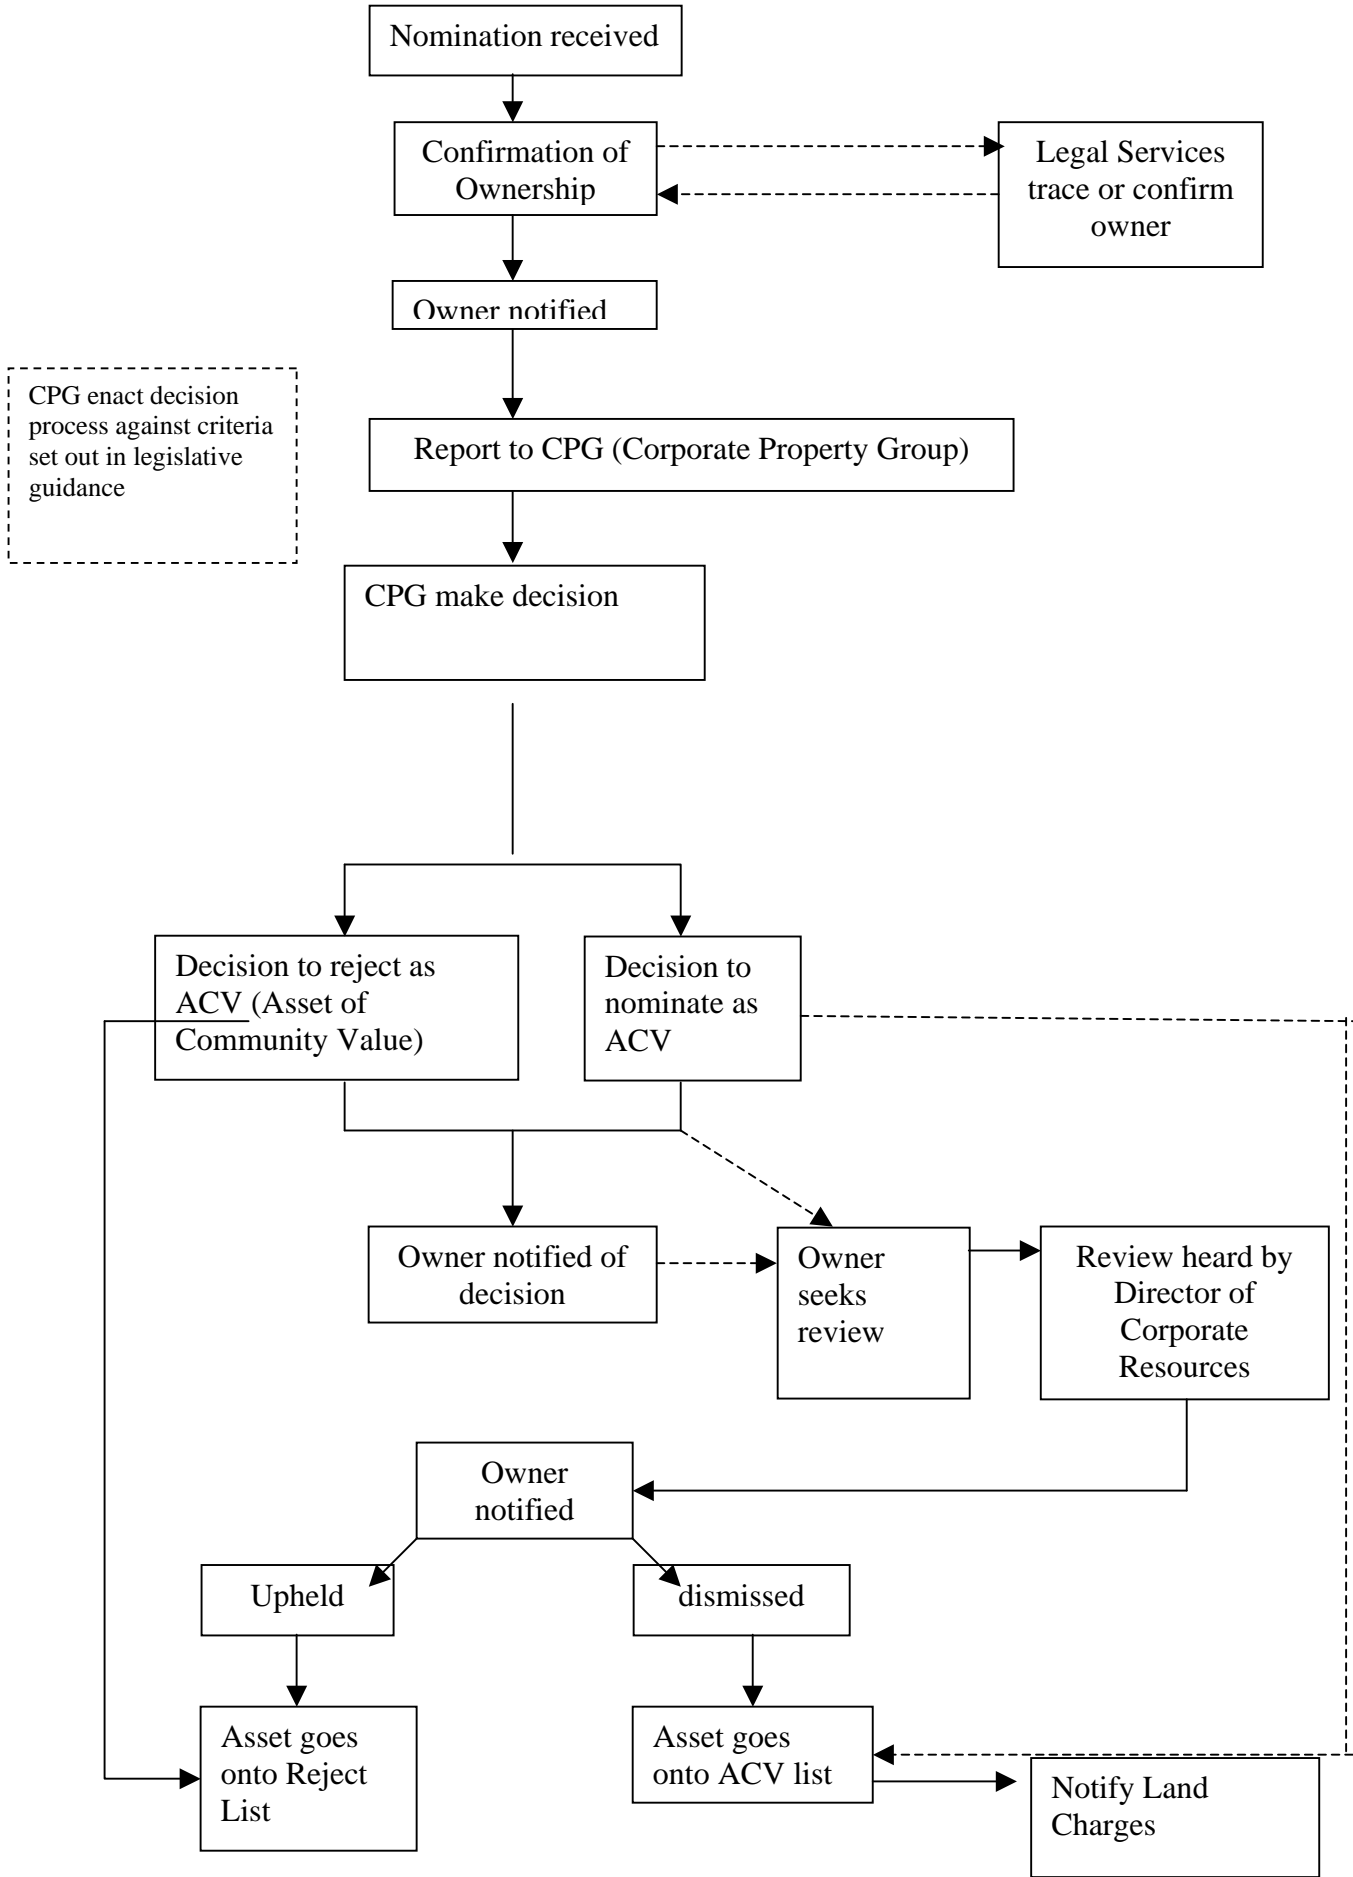 Nomination received
Confirmation of
Ownership
Legal Services
trace or confirm
owner
Owner notified
CPG enact decision
process against criteria
set out in legislative
guidance
Report to CPG (Corporate Property Group)
CPG make decision
Decision to reject as
ACV (Asset of
Community Value)
Decision to
nominate as
ACV
Owner notified of
decision
Owner
seeks
review
Review heard by
Director of
Corporate
Resources
Owner
notified
Upheld
dismissed
Asset goes
onto Reject
List
Asset goes
onto ACV list
Notify Land
Charges